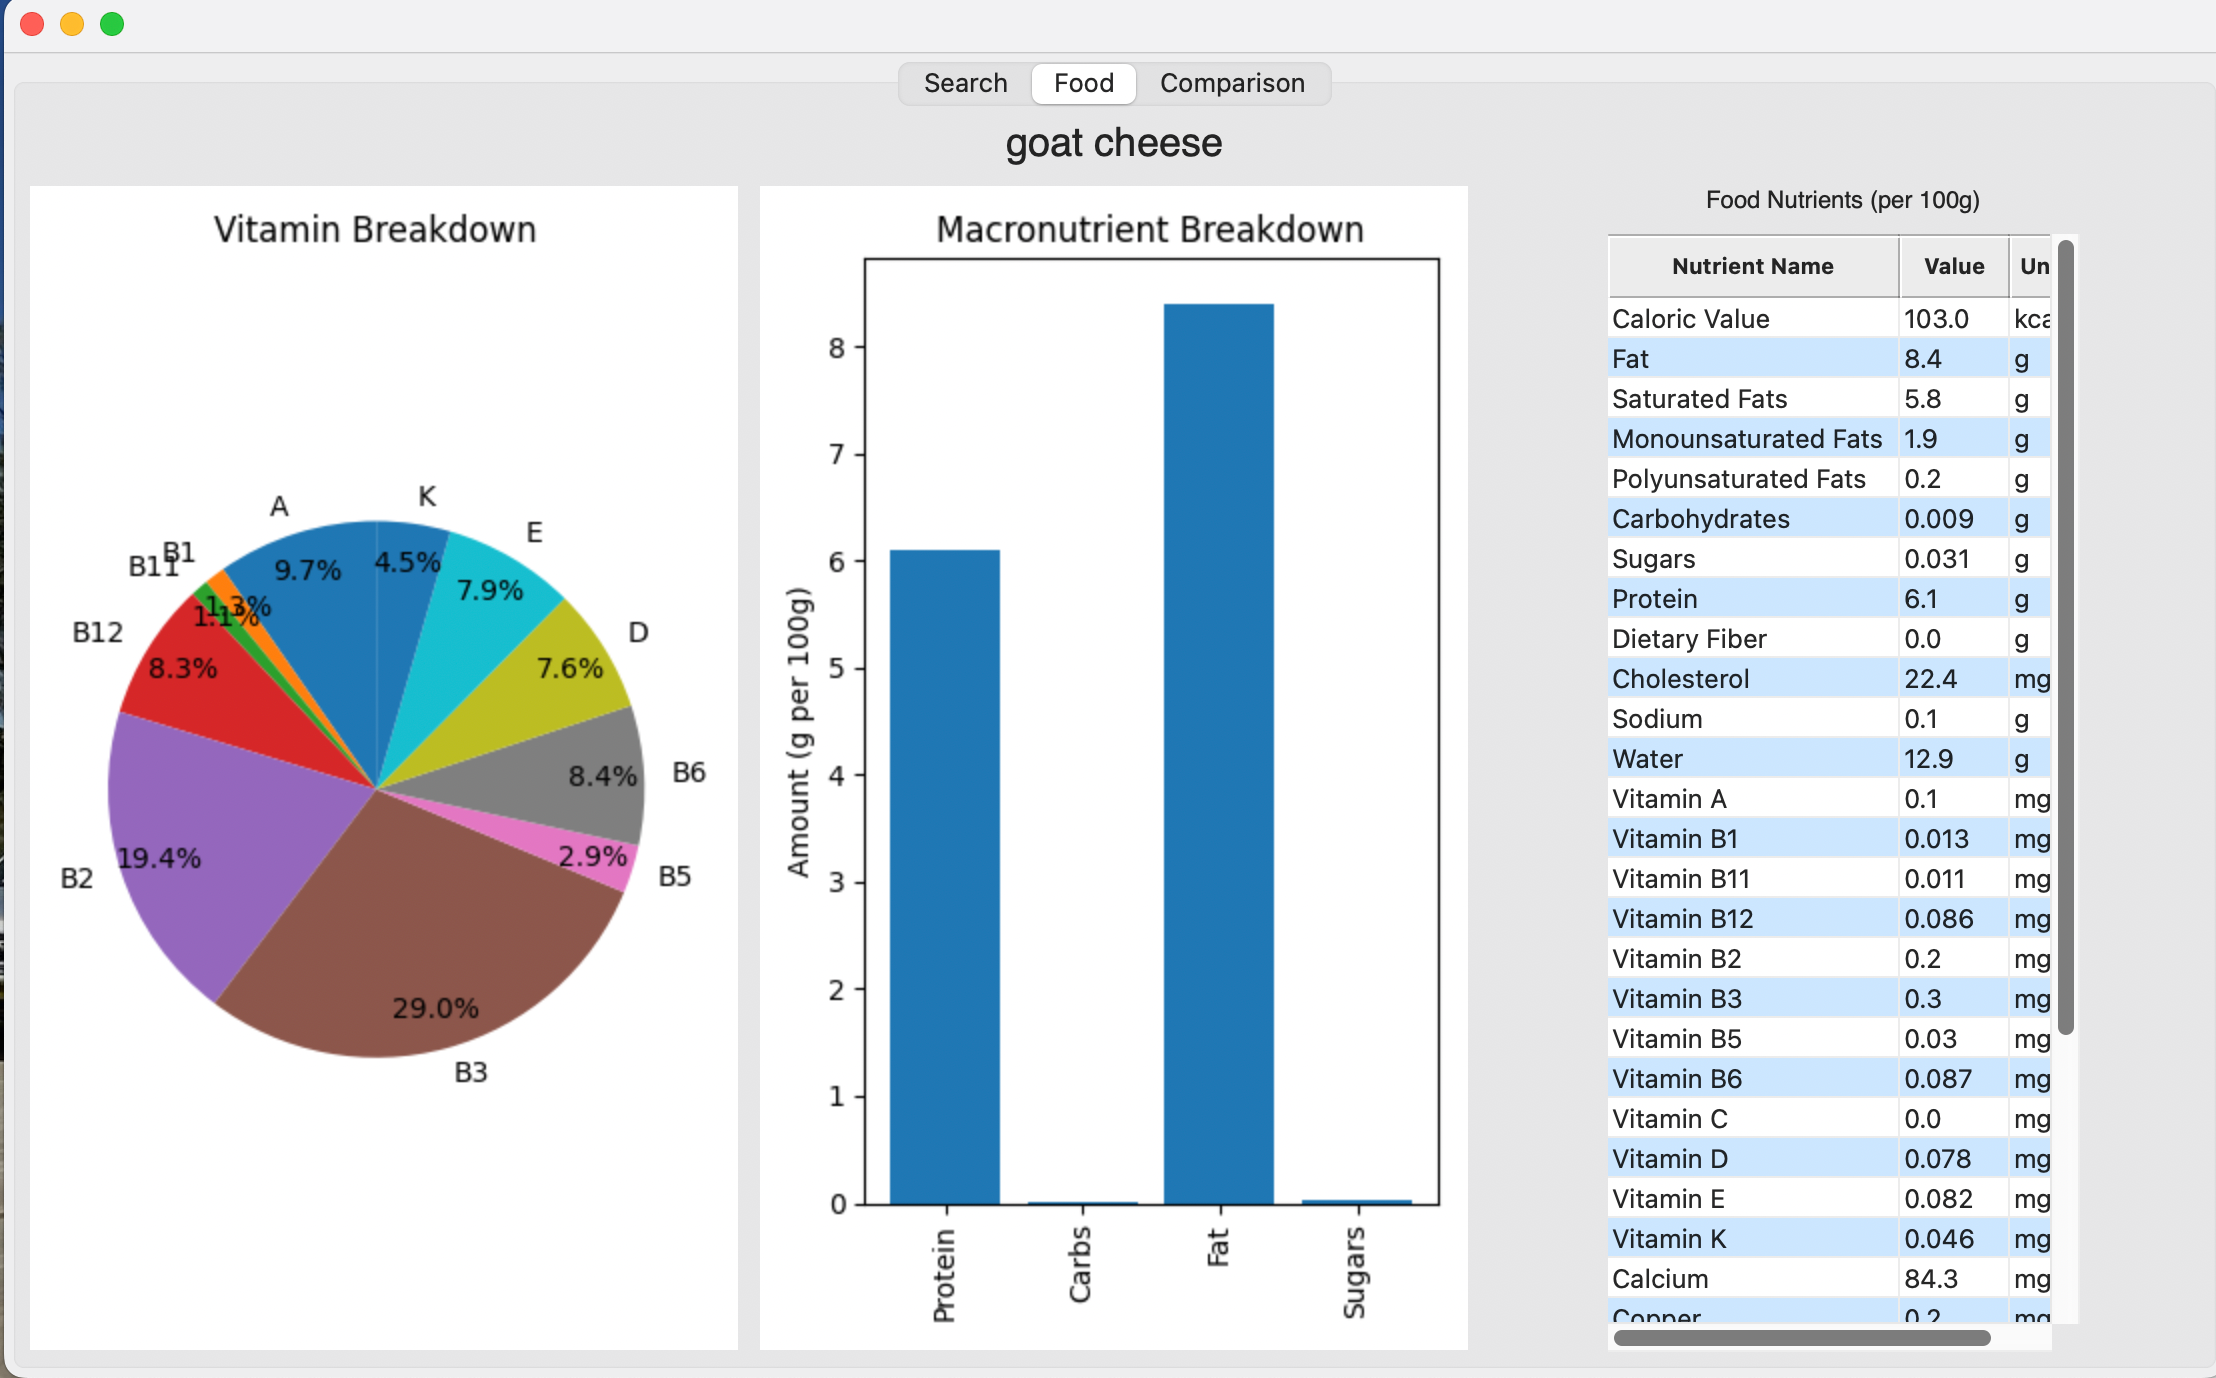 Search Food Comparison
goat cheese
Vitamin Breakdown
A
K
E
B1
B11
D
B12
B6
B5
B2
B3
9.7%
4.5%
7.9%
1.3%
1.1%
7.6%
8.3%
8.4%
2.9%
19.4%
29.0%
Macronutrient Breakdown
Amount (g per 100g)
8
7
6
5
4
3
2
1
0
Protein
Carbs
Fat
Sugars
Food Nutrients (per 100g)
Nutrient Name Value Un
Caloric Value 103.0 kca
Fat 8.4 g
Saturated Fats 5.8 g
Monounsaturated Fats 1.9 g
Polyunsaturated Fats 0.2 g
Carbohydrates 0.009 g
Sugars 0.031 g
Protein 6.1 g
Dietary Fiber 0.0 g
Cholesterol 22.4 mg
Sodium 0.1 g
Water 12.9 g
Vitamin A 0.1 mg
Vitamin B1 0.013 mg
Vitamin B11 0.011 mg
Vitamin B12 0.086 mg
Vitamin B2 0.2 mg
Vitamin B3 0.3 mg
Vitamin B5 0.03 mg
Vitamin B6 0.087 mg
Vitamin C 0.0 mg
Vitamin D 0.078 mg
Vitamin E 0.082 mg
Vitamin K 0.046 mg
Calcium 84.3 mg
Copper 0.2 mg